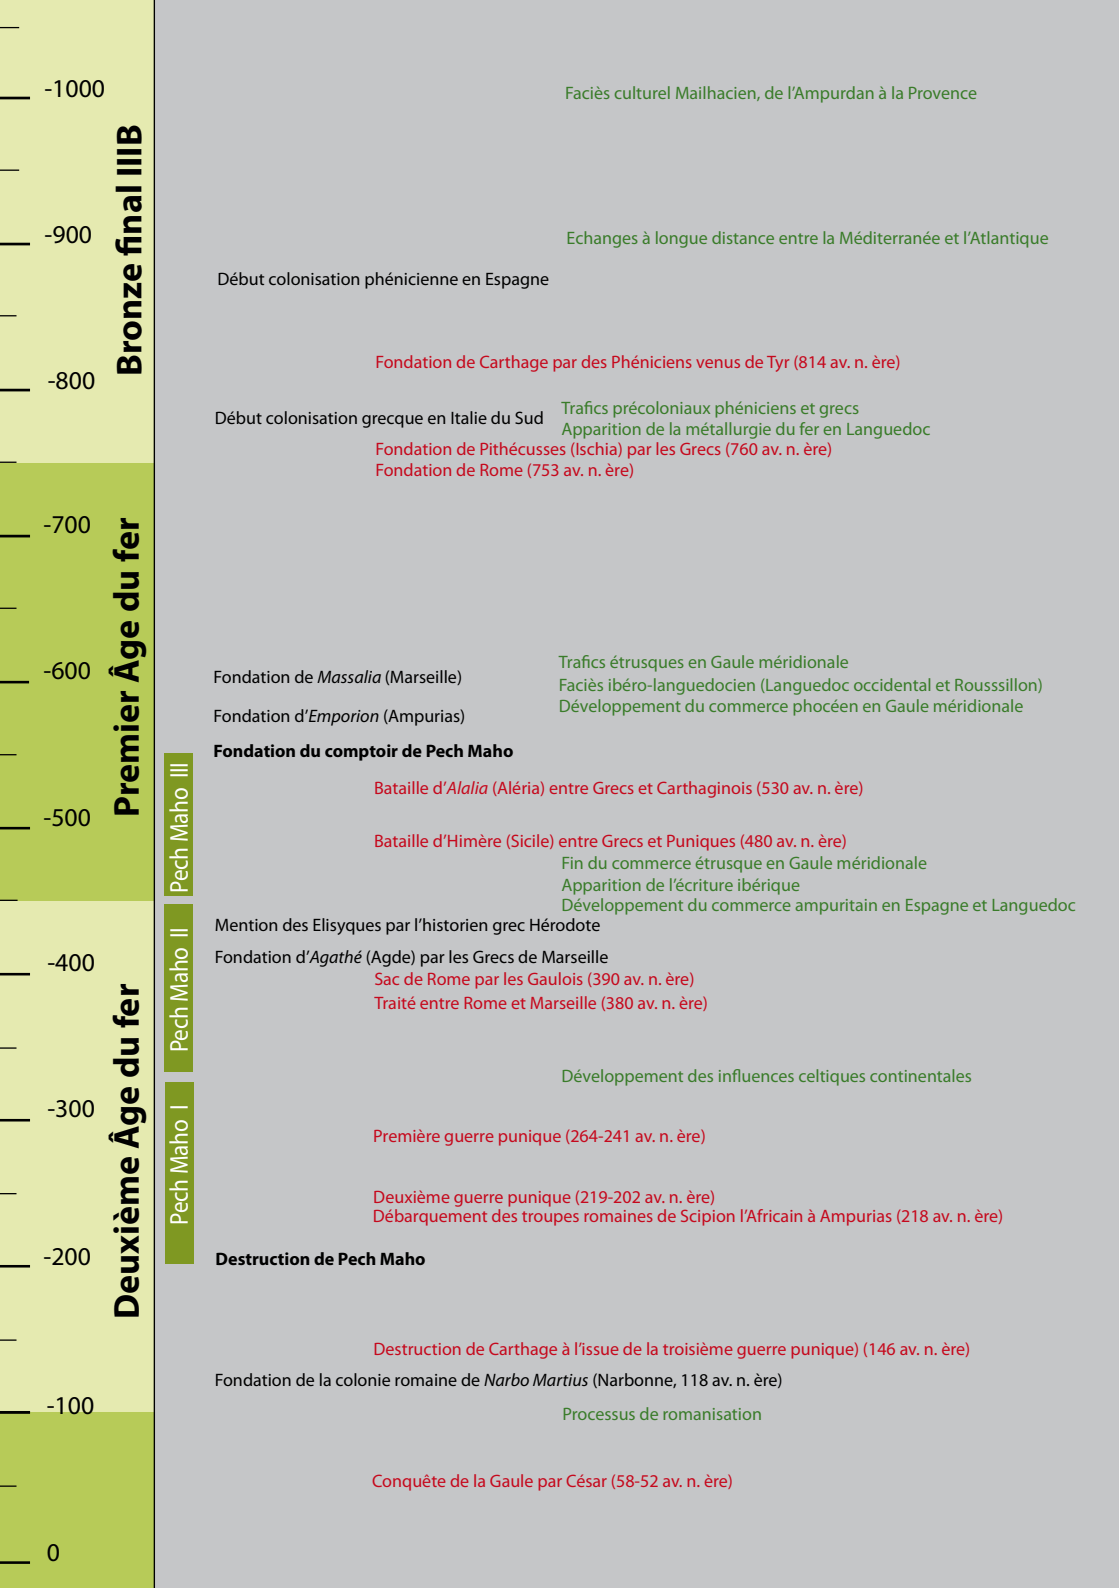 -1000
Faciès culturel Mailhacien, de l'Ampurdan à la Provence
Bronze final IIIB
-900
Echanges à longue distance entre la Méditerranée et l'Atlantique
Début colonisation phénicienne en Espagne
Fondation de Carthage par des Phéniciens venus de Tyr (814 av. n. ère)
-800
Trafics précoloniaux phéniciens et grecs
Début colonisation grecque en Italie du Sud
Apparition de la métallurgie du fer en Languedoc
Fondation de Pithécusses (Ischia) par les Grecs (760 av. n. ère)
Fondation de Rome (753 av. n. ère)
-700
Premier Âge du fer
Trafics étrusques en Gaule méridionale
-600
Fondation de Massalia (Marseille)
Faciès ibéro-languedocien (Languedoc occidental et Rousssillon)
Développement du commerce phocéen en Gaule méridionale
Fondation d'Emporion (Ampurias)
Fondation du comptoir de Pech Maho
Pech Maho III
Bataille d'Alalia (Aléria) entre Grecs et Carthaginois (530 av. n. ère)
-500
Bataille d'Himère (Sicile) entre Grecs et Puniques (480 av. n. ère)
Fin du commerce étrusque en Gaule méridionale
Apparition de l'écriture ibérique
Développement du commerce ampuritain en Espagne et Languedoc
Mention des Elisyques par l'historien grec Hérodote
Pech Maho II
Fondation d'Agathé (Agde) par les Grecs de Marseille
-400
Sac de Rome par les Gaulois (390 av. n. ère)
Traité entre Rome et Marseille (380 av. n. ère)
Deuxième Âge du fer
Développement des influences celtiques continentales
-300
Pech Maho I
Première guerre punique (264-241 av. n. ère)
Deuxième guerre punique (219-202 av. n. ère)
Débarquement des troupes romaines de Scipion l'Africain à Ampurias (218 av. n. ère)
-200
Destruction de Pech Maho
Destruction de Carthage à l'issue de la troisième guerre punique) (146 av. n. ère)
Fondation de la colonie romaine de Narbo Martius (Narbonne, 118 av. n. ère)
-100
Processus de romanisation
Conquête de la Gaule par César (58-52 av. n. ère)
0